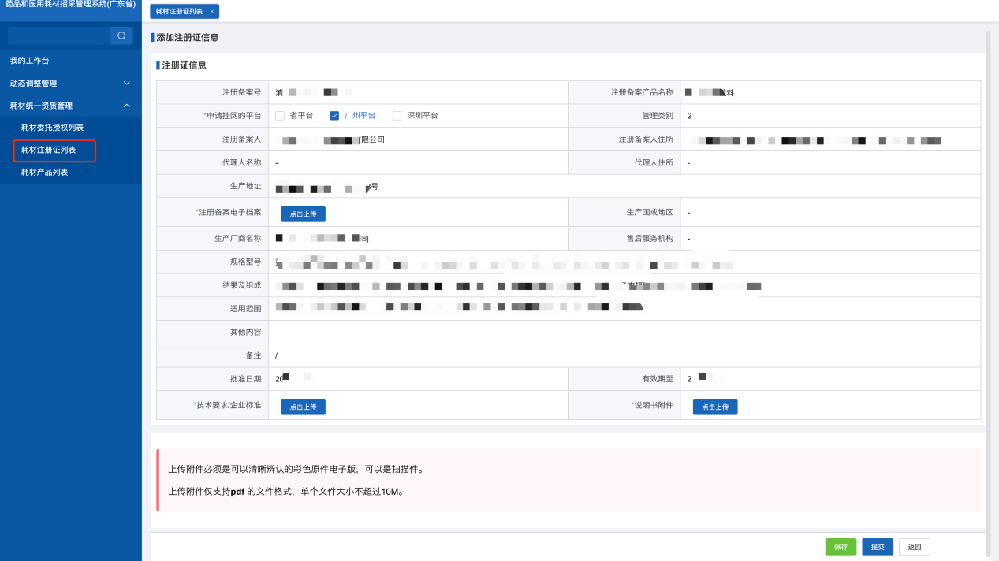 药品和医用耗材招采管理系统(广东省)
耗材注册证列表 ×
我的工作台
动态调整管理
耗材统一资质管理
耗材委托授权列表
耗材注册证列表
耗材产品列表
添加注册证信息
注册证信息
注册备案号 滇 注册备案产品名称 料
*申请挂网的平台 省平台 广州平台 深圳平台 管理类别 2
注册备案人 有限公司 注册备案人住所
代理人名称 - 代理人住所 -
生产地址 号
*注册备案电子档案 点击上传 生产国或地区 -
生产厂商名称 司 售后服务机构 -
规格型号
结果及组成
适用范围
其他内容
备注 /
批准日期 20 有效期至 2
*技术要求/企业标准 点击上传 *说明书附件 点击上传
上传附件必须是可以清晰辨认的彩色原件电子版，可以是扫描件。
上传附件仅支持pdf 的文件格式，单个文件大小不超过10M。
保存 提交 返回